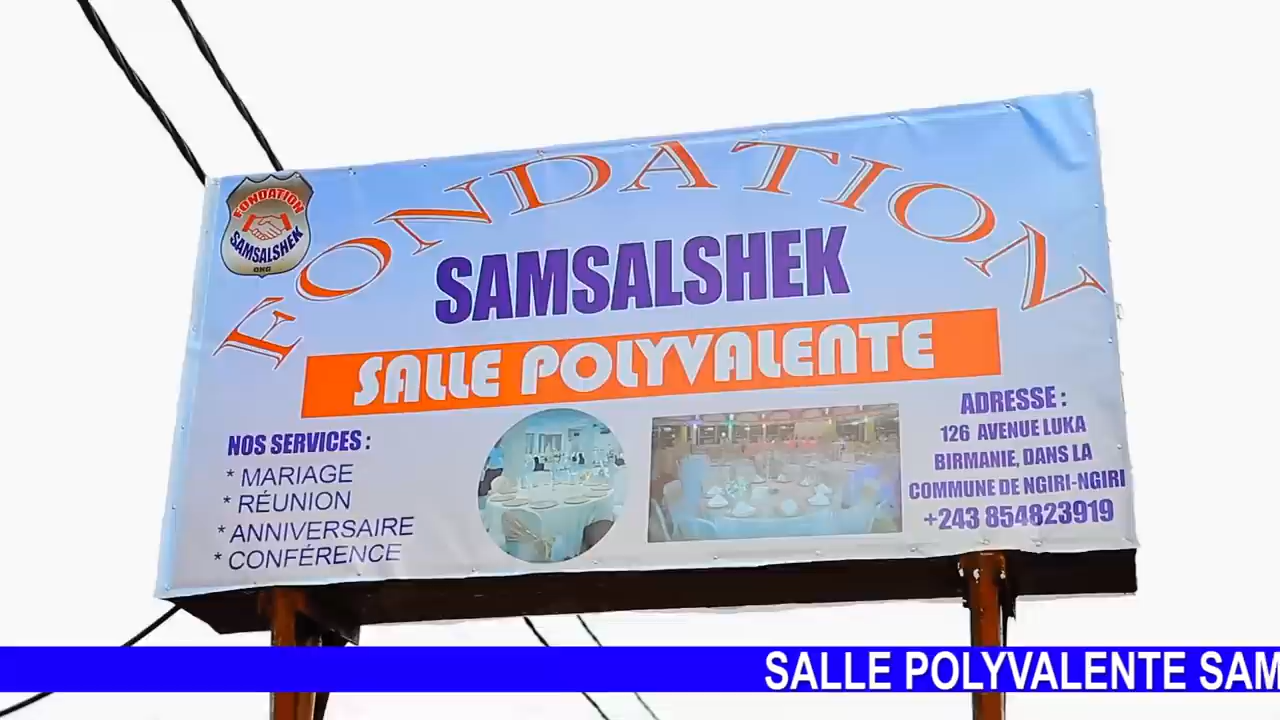 FONDATION
SAMSALSHEK
ONG
FONDATION
SAMSALSHEK
SALLE POLYVALENTE
NOS SERVICES :
* MARIAGE
* RÉUNION
* ANNIVERSAIRE
* CONFÉRENCE
ADRESSE :
126 AVENUE LUKA
BIRMANIE, DANS LA
COMMUNE DE NGIRI-NGIRI
+243 854823919
SALLE POLYVALENTE SAM